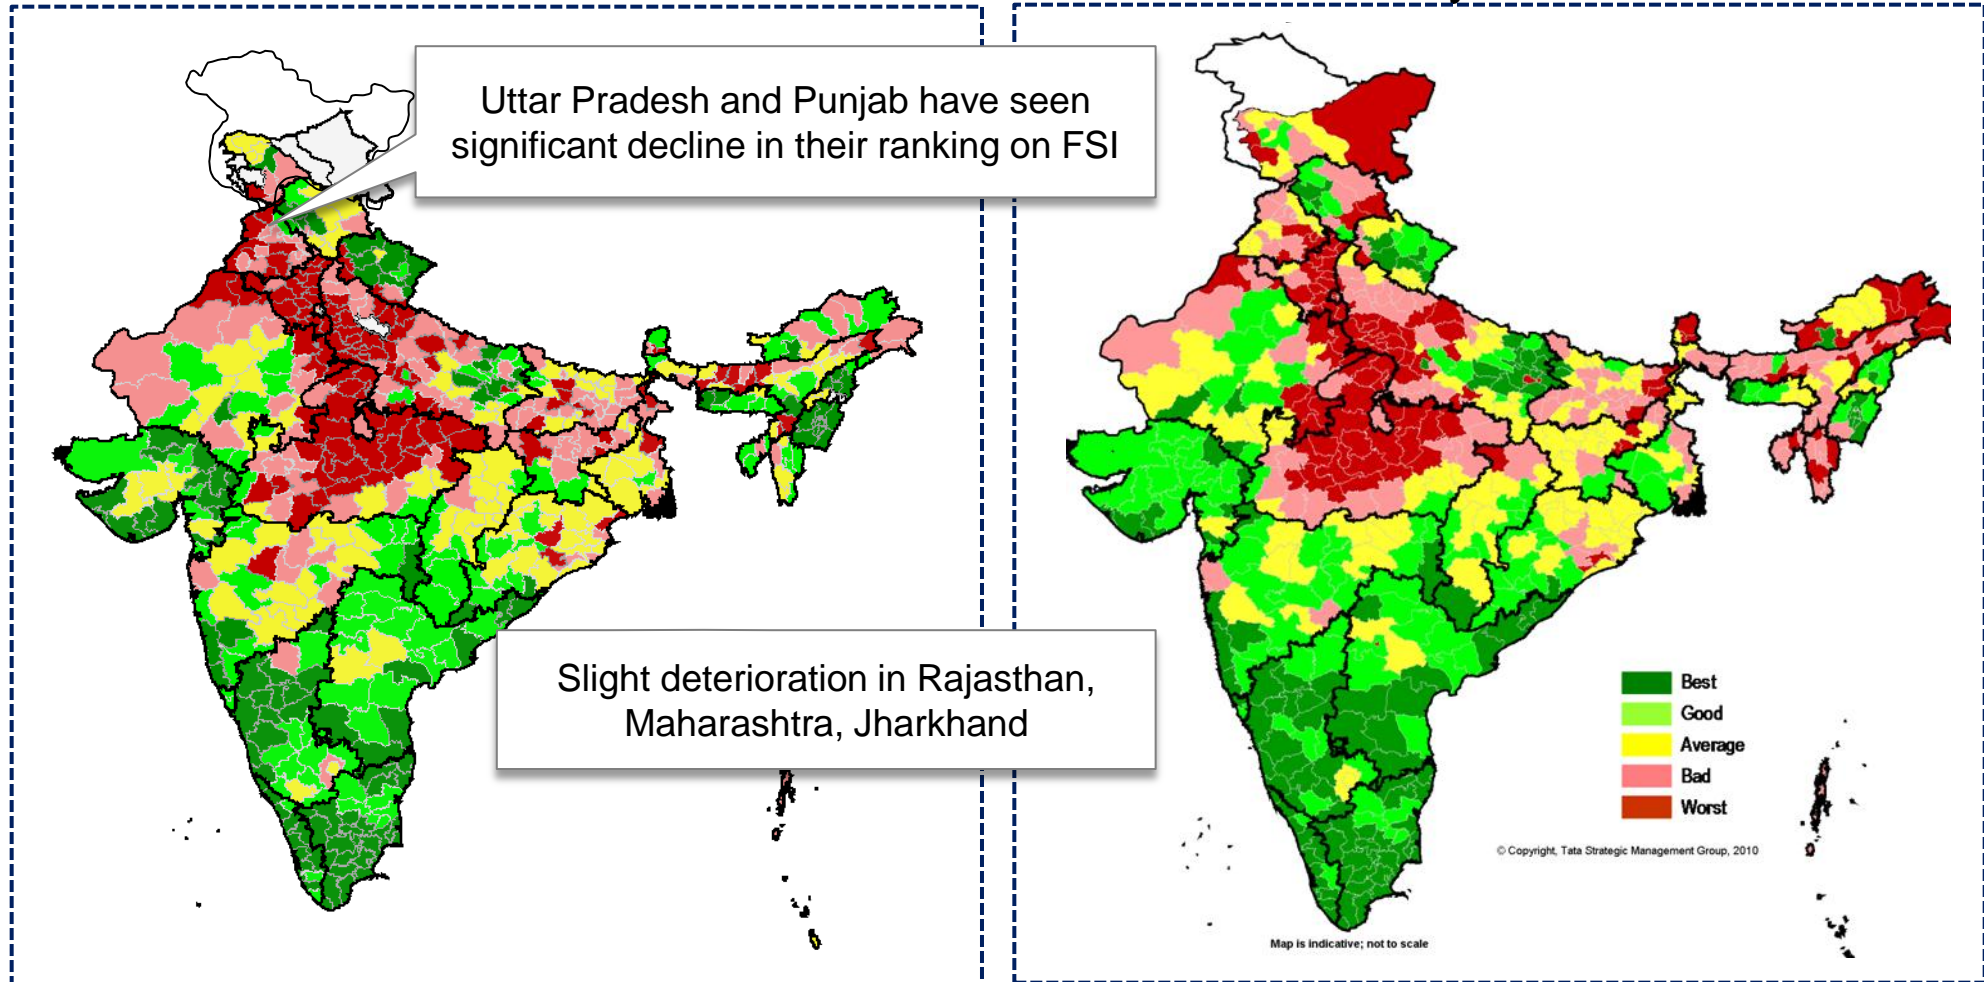 Uttar Pradesh and Punjab have seen
significant decline in their ranking on FSI
Slight deterioration in Rajasthan,
Maharashtra, Jharkhand
Best
Good
Average
Bad
Worst
© Copyright, Tata Strategic Management Group, 2010
Map is indicative; not to scale